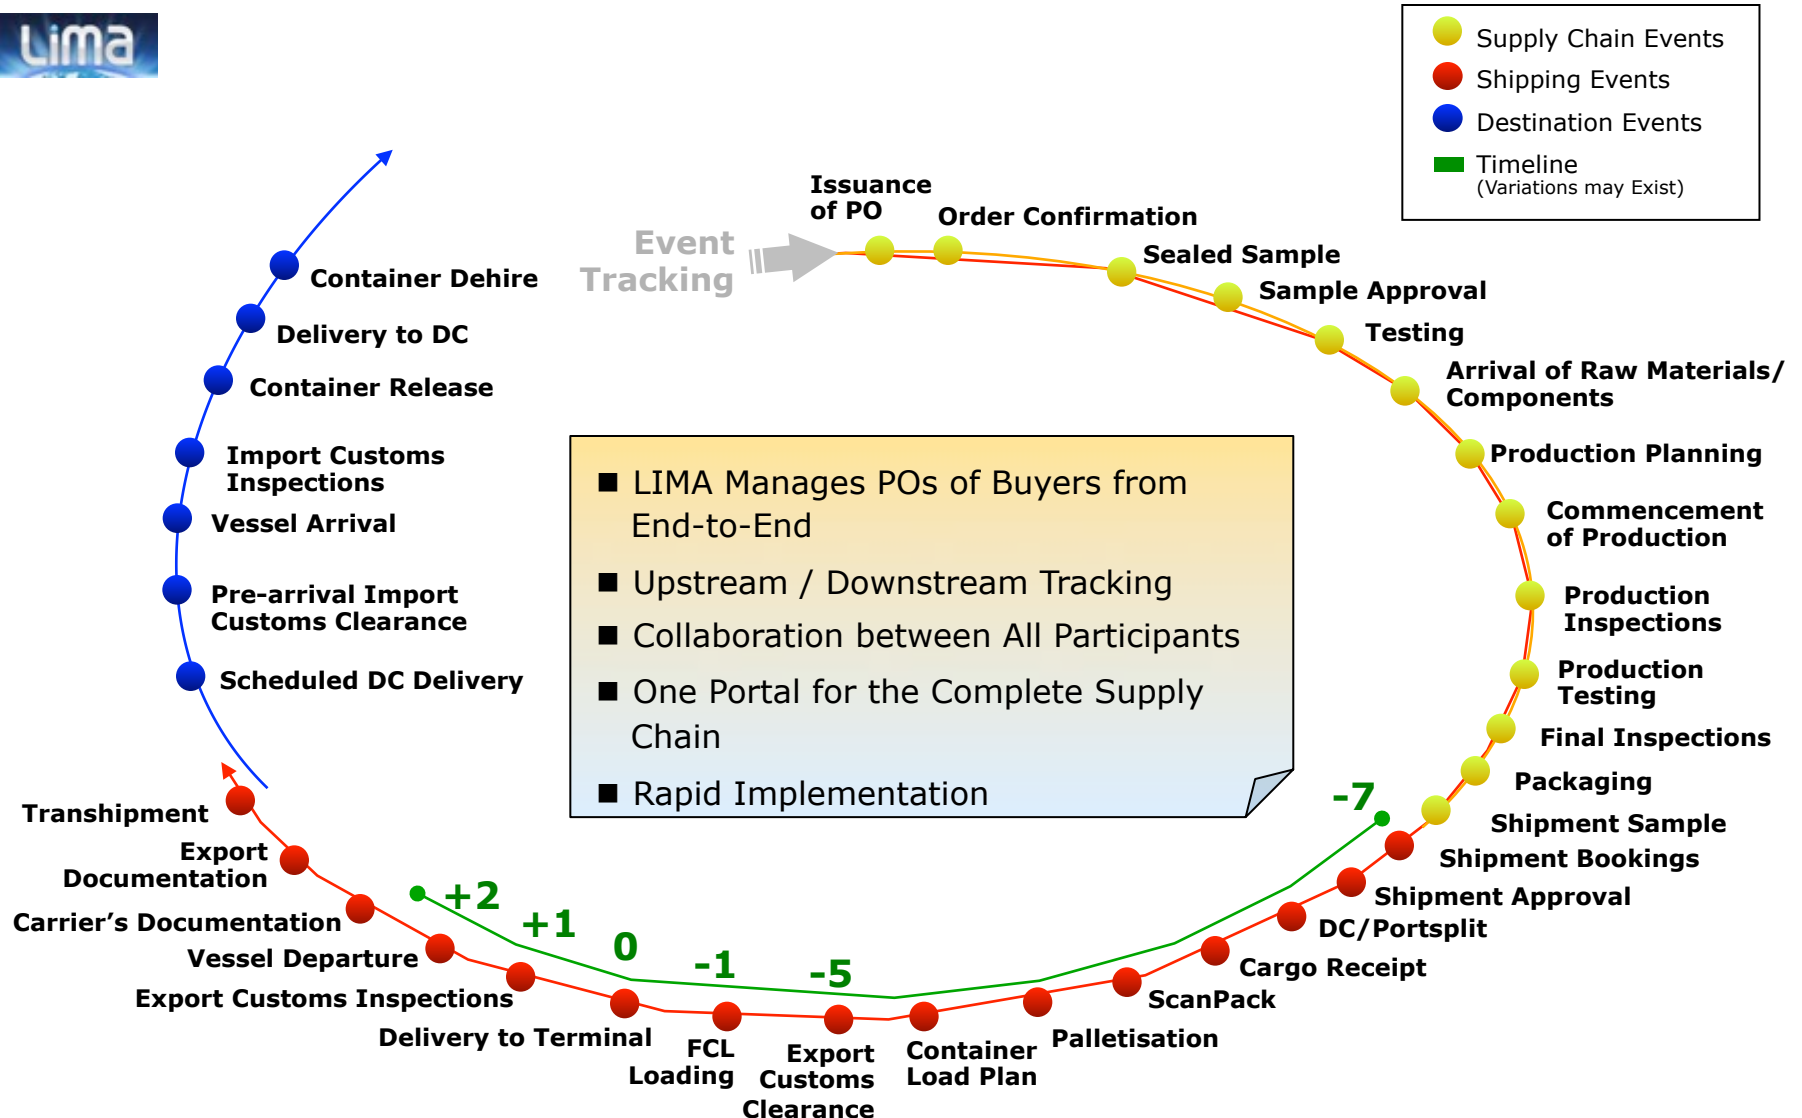 Lima
Supply Chain Events
Shipping Events
Destination Events
Timeline
(Variations may Exist)
Event
Tracking
Issuance
of PO
Order Confirmation
Sealed Sample
Sample Approval
Testing
Arrival of Raw Materials/
Components
Production Planning
Commencement
of Production
Production
Inspections
Production
Testing
Final Inspections
Packaging
Shipment Sample
Shipment Bookings
Shipment Approval
DC/Portsplit
Cargo Receipt
ScanPack
Palletisation
Container
Load Plan
Export
Customs
Clearance
FCL
Loading
Delivery to Terminal
Export Customs Inspections
Vessel Departure
Carrier’s Documentation
Export
Documentation
Transhipment
Scheduled DC Delivery
Pre-arrival Import
Customs Clearance
Vessel Arrival
Import Customs
Inspections
Container Release
Delivery to DC
Container Dehire
■ LIMA Manages POs of Buyers from
End-to-End
■ Upstream / Downstream Tracking
■ Collaboration between All Participants
■ One Portal for the Complete Supply
Chain
■ Rapid Implementation
-7
-5
-1
0
+1
+2